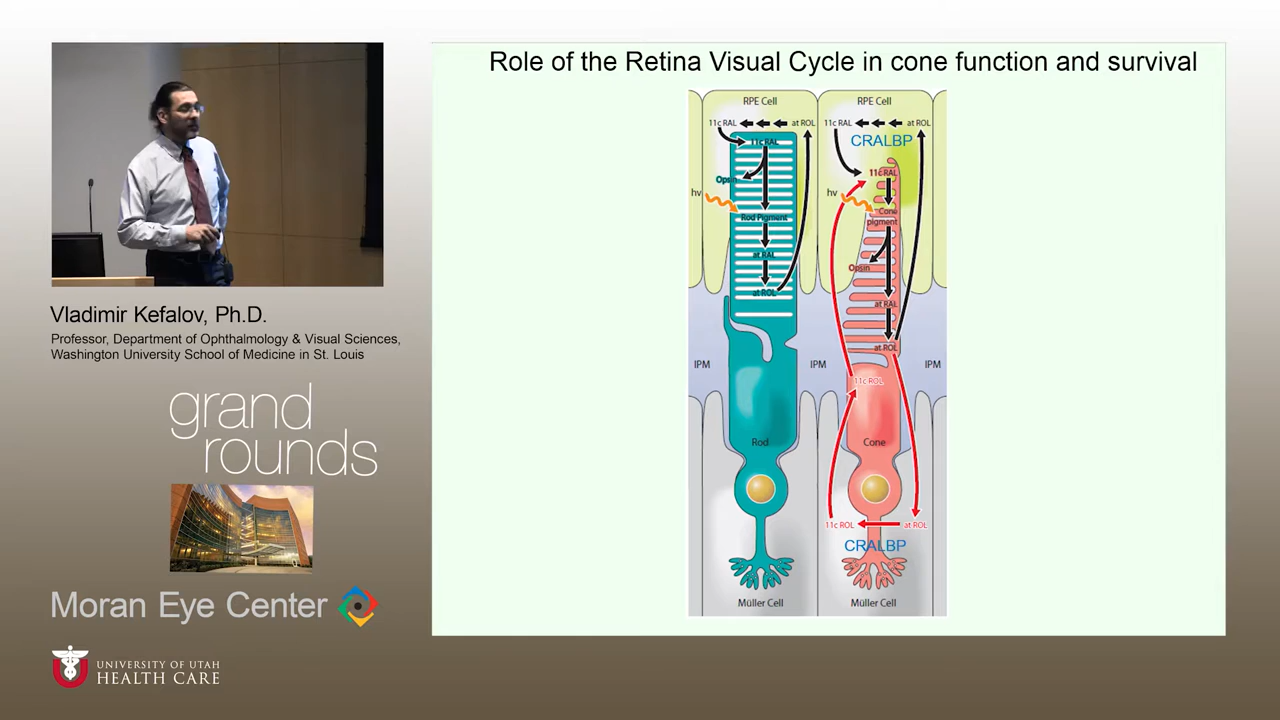 Role of the Retina Visual Cycle in cone function and survival
Vladimir Kefalov, Ph.D.
Professor, Department of Ophthalmology & Visual Sciences,
Washington University School of Medicine in St. Louis
grand
rounds
Moran Eye Center
UNIVERSITY OF UTAH
HEALTH CARE
RPE Cell
11c RAL
at ROL
11c RAL
Opsin
hv
Rod Pigment
at RAL
at ROL
IPM
Rod
Müller Cell
RPE Cell
11c RAL
at ROL
CRALBP
11c RAL
hv
Cone
pigment
Opsin
at RAL
at ROL
IPM
IPM
11c ROL
Cone
11c ROL
at ROL
CRALBP
Müller Cell